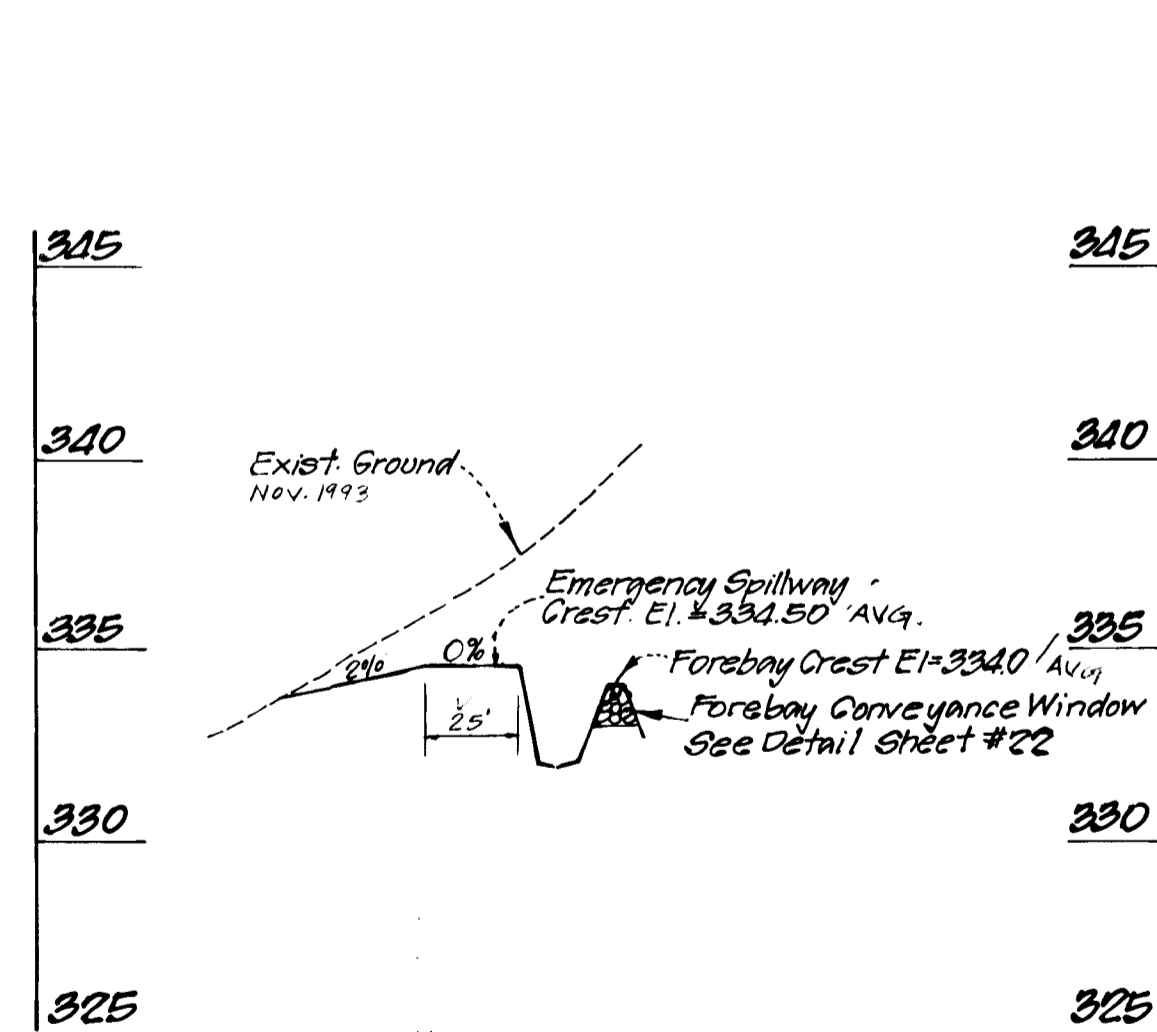 345
345
340
340
Exist. Ground
NOV. 1993
Emergency Spillway
Crest El.=334.50 AVG.
335
335
2%
0%
Forebay Crest El=334.0 AVG
25'
Forebay Conveyance Window
See Detail Sheet #22
330
330
325
325